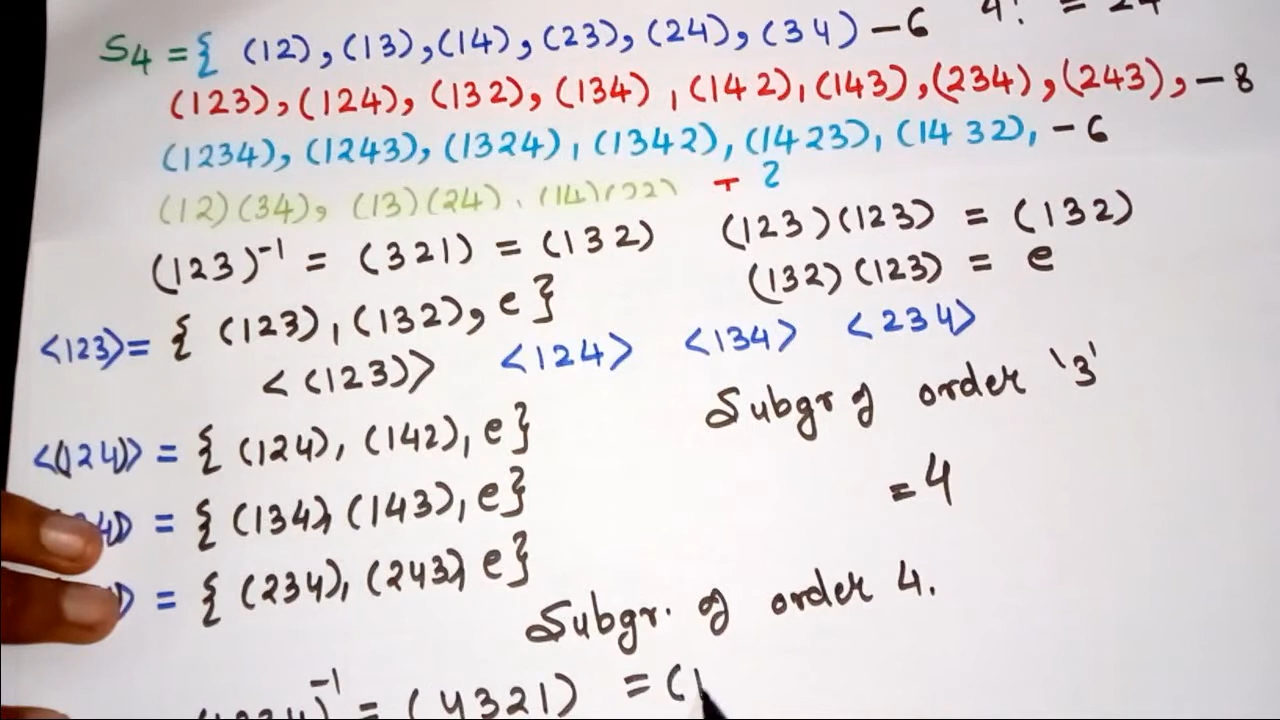 4! = 24
S4 = { (12), (13), (14), (23), (24), (34) - 6
(123), (124), (132), (134), (142), (143), (234), (243), - 8
(1234), (1243), (1324), (1342), (1423), (1432), - 6
(12)(34), (13)(24),
(123)⁻¹ = (321) = (132)
(123)(123) = (132)
(132)(123) = e
<123> = { (123), (132), e }
<(123)> <124> <134> <234>
Subgr of order '3'
<(124)> = { (124), (142), e }
= 4
= { (134), (143), e }
= { (234), (243), e }
Subgr. of order 4.
⁻¹ = (4321) = (1